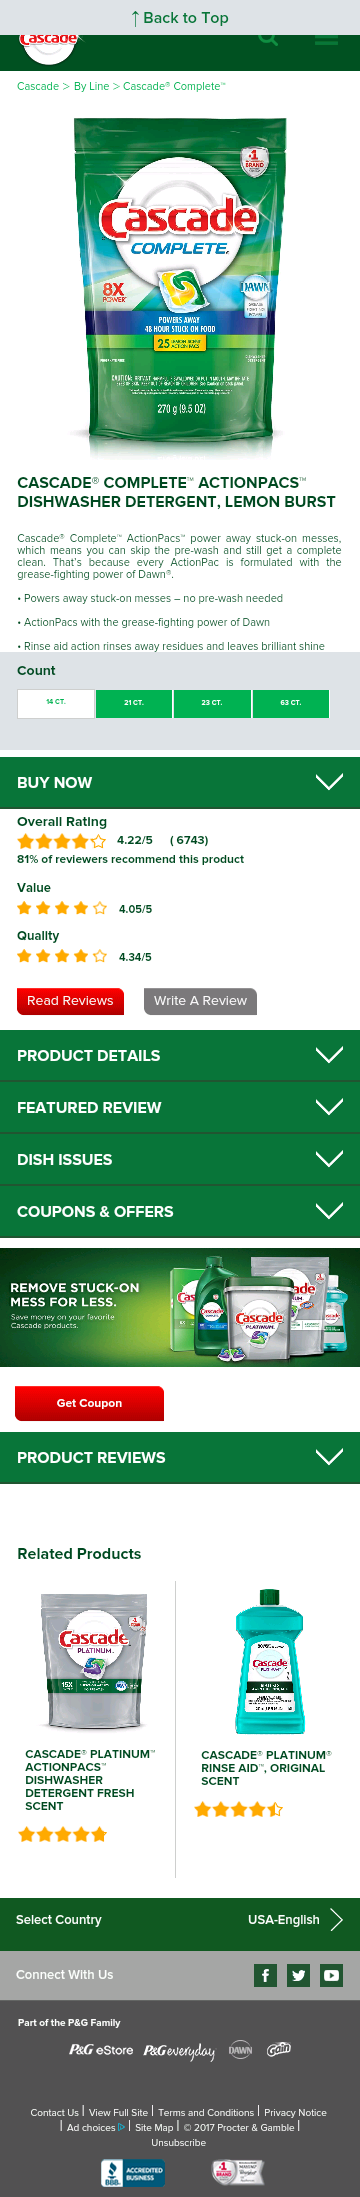 ↑ Back to Top
Cascade
Cascade > By Line > Cascade® Complete™
#1
BRAND
Cascade
COMPLETE
8X
POWER
DAWN
POWERS AWAY
48 HOUR STUCK ON FOOD
25
270 g (9.5 OZ)
CASCADE® COMPLETE™ ACTIONPACS™
DISHWASHER DETERGENT, LEMON BURST
Cascade® Complete™ ActionPacs™ power away stuck-on messes,
which means you can skip the pre-wash and still get a complete
clean. That's because every ActionPac is formulated with the
grease-fighting power of Dawn®.
• Powers away stuck-on messes – no pre-wash needed
• ActionPacs with the grease-fighting power of Dawn
• Rinse aid action rinses away residues and leaves brilliant shine
Count
14 CT. 21 CT. 23 CT. 63 CT.
BUY NOW
Overall Rating
4.22/5 ( 6743)
81% of reviewers recommend this product
Value
4.05/5
Quality
4.34/5
Read Reviews Write A Review
PRODUCT DETAILS
FEATURED REVIEW
DISH ISSUES
COUPONS & OFFERS
REMOVE STUCK-ON
MESS FOR LESS.
Save money on your favorite
Cascade products.
Cascade
PLATINUM
Get Coupon
PRODUCT REVIEWS
Related Products
Cascade
PLATINUM
15X
Cascade
PLATINUM
CASCADE® PLATINUM™
ACTIONPACS™
DISHWASHER
DETERGENT FRESH
SCENT
CASCADE® PLATINUM®
RINSE AID™, ORIGINAL
SCENT
Select Country USA-English
Connect With Us
Part of the P&G Family
P&G eStore P&G everyday DAWN Gain
Contact Us | View Full Site | Terms and Conditions | Privacy Notice
| Ad choices | Site Map | © 2017 Procter & Gamble |
Unsubscribe
BBB ACCREDITED
BUSINESS